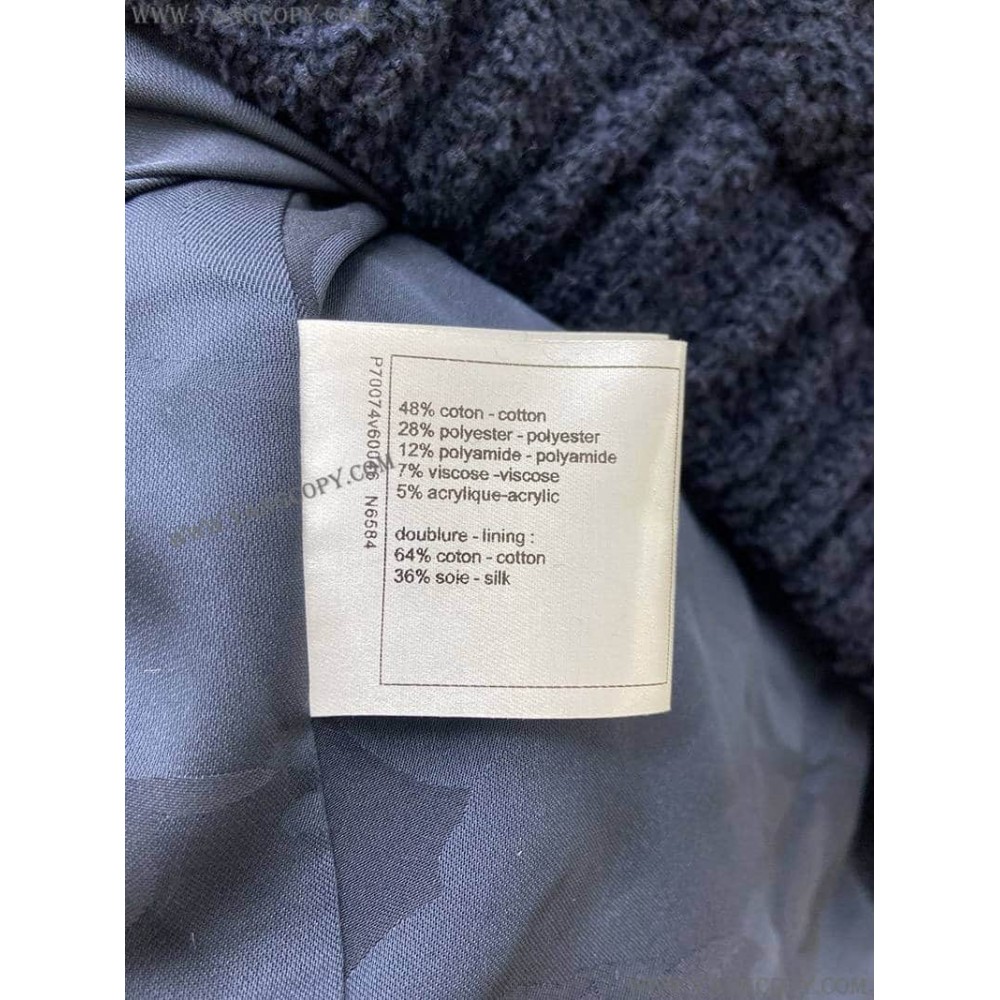 48% coton - cotton
28% polyester - polyester
12% polyamide - polyamide
7% viscose -viscose
5% acrylique-acrylic
doublure - lining :
64% coton - cotton
36% soie - silk
N6584